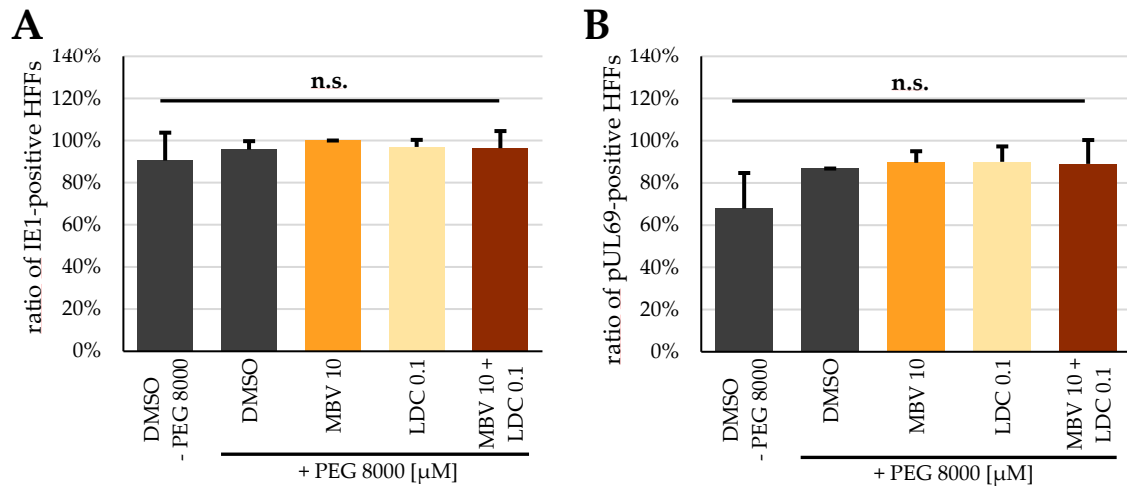 A
ratio of IE1-positive HFFs
140%
120%
100%
80%
60%
40%
20%
0%
n.s.
DMSO
- PEG 8000
DMSO
MBV 10
LDC 0.1
MBV 10 +
LDC 0.1
+ PEG 8000 [µM]
B
ratio of pUL69-positive HFFs
140%
120%
100%
80%
60%
40%
20%
0%
n.s.
DMSO
- PEG 8000
DMSO
MBV 10
LDC 0.1
MBV 10 +
LDC 0.1
+ PEG 8000 [µM]